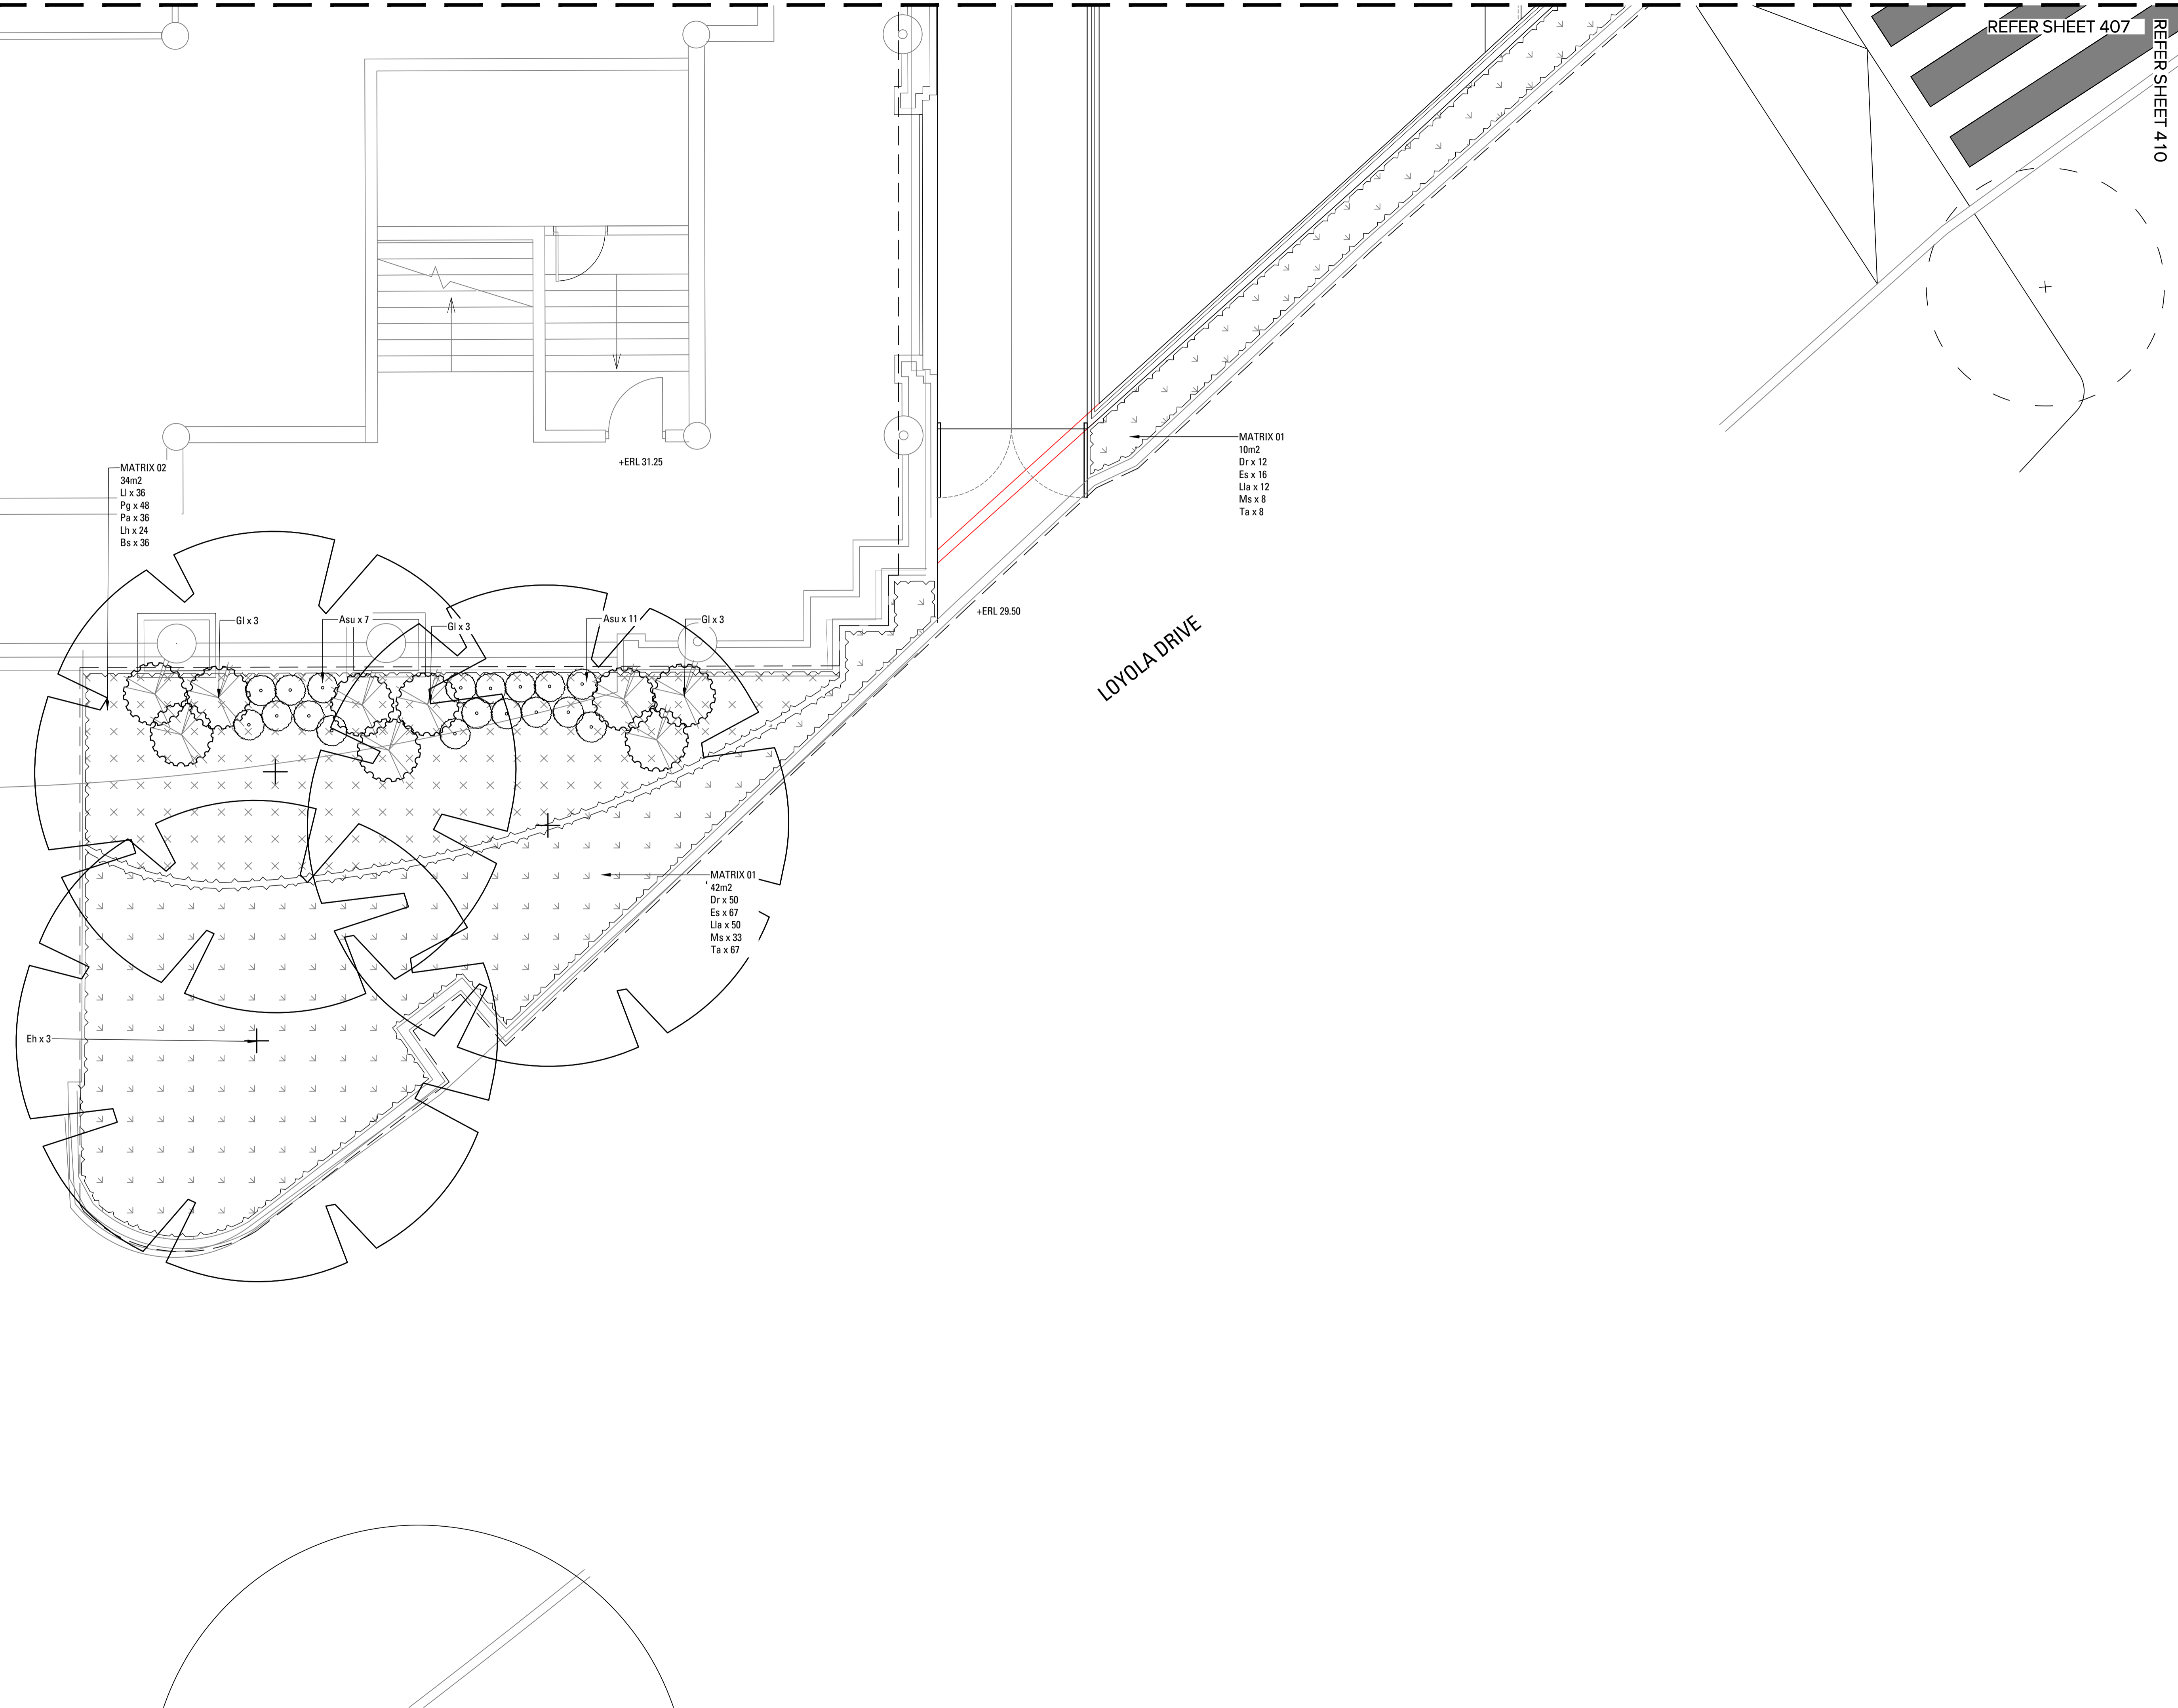 REFER SHEET 407
REFER SHEET 410
MATRIX 02
34m2
Ll x 36
Pg x 48
Pa x 36
Lh x 24
Bs x 36
+ERL 31.25
MATRIX 01
10m2
Dr x 12
Es x 16
Lla x 12
Ms x 8
Ta x 8
Gl x 3
Asu x 7
Gl x 3
Asu x 11
Gl x 3
+ERL 29.50
LOYOLA DRIVE
MATRIX 01
42m2
Dr x 50
Es x 67
Lla x 50
Ms x 33
Ta x 67
Eh x 3